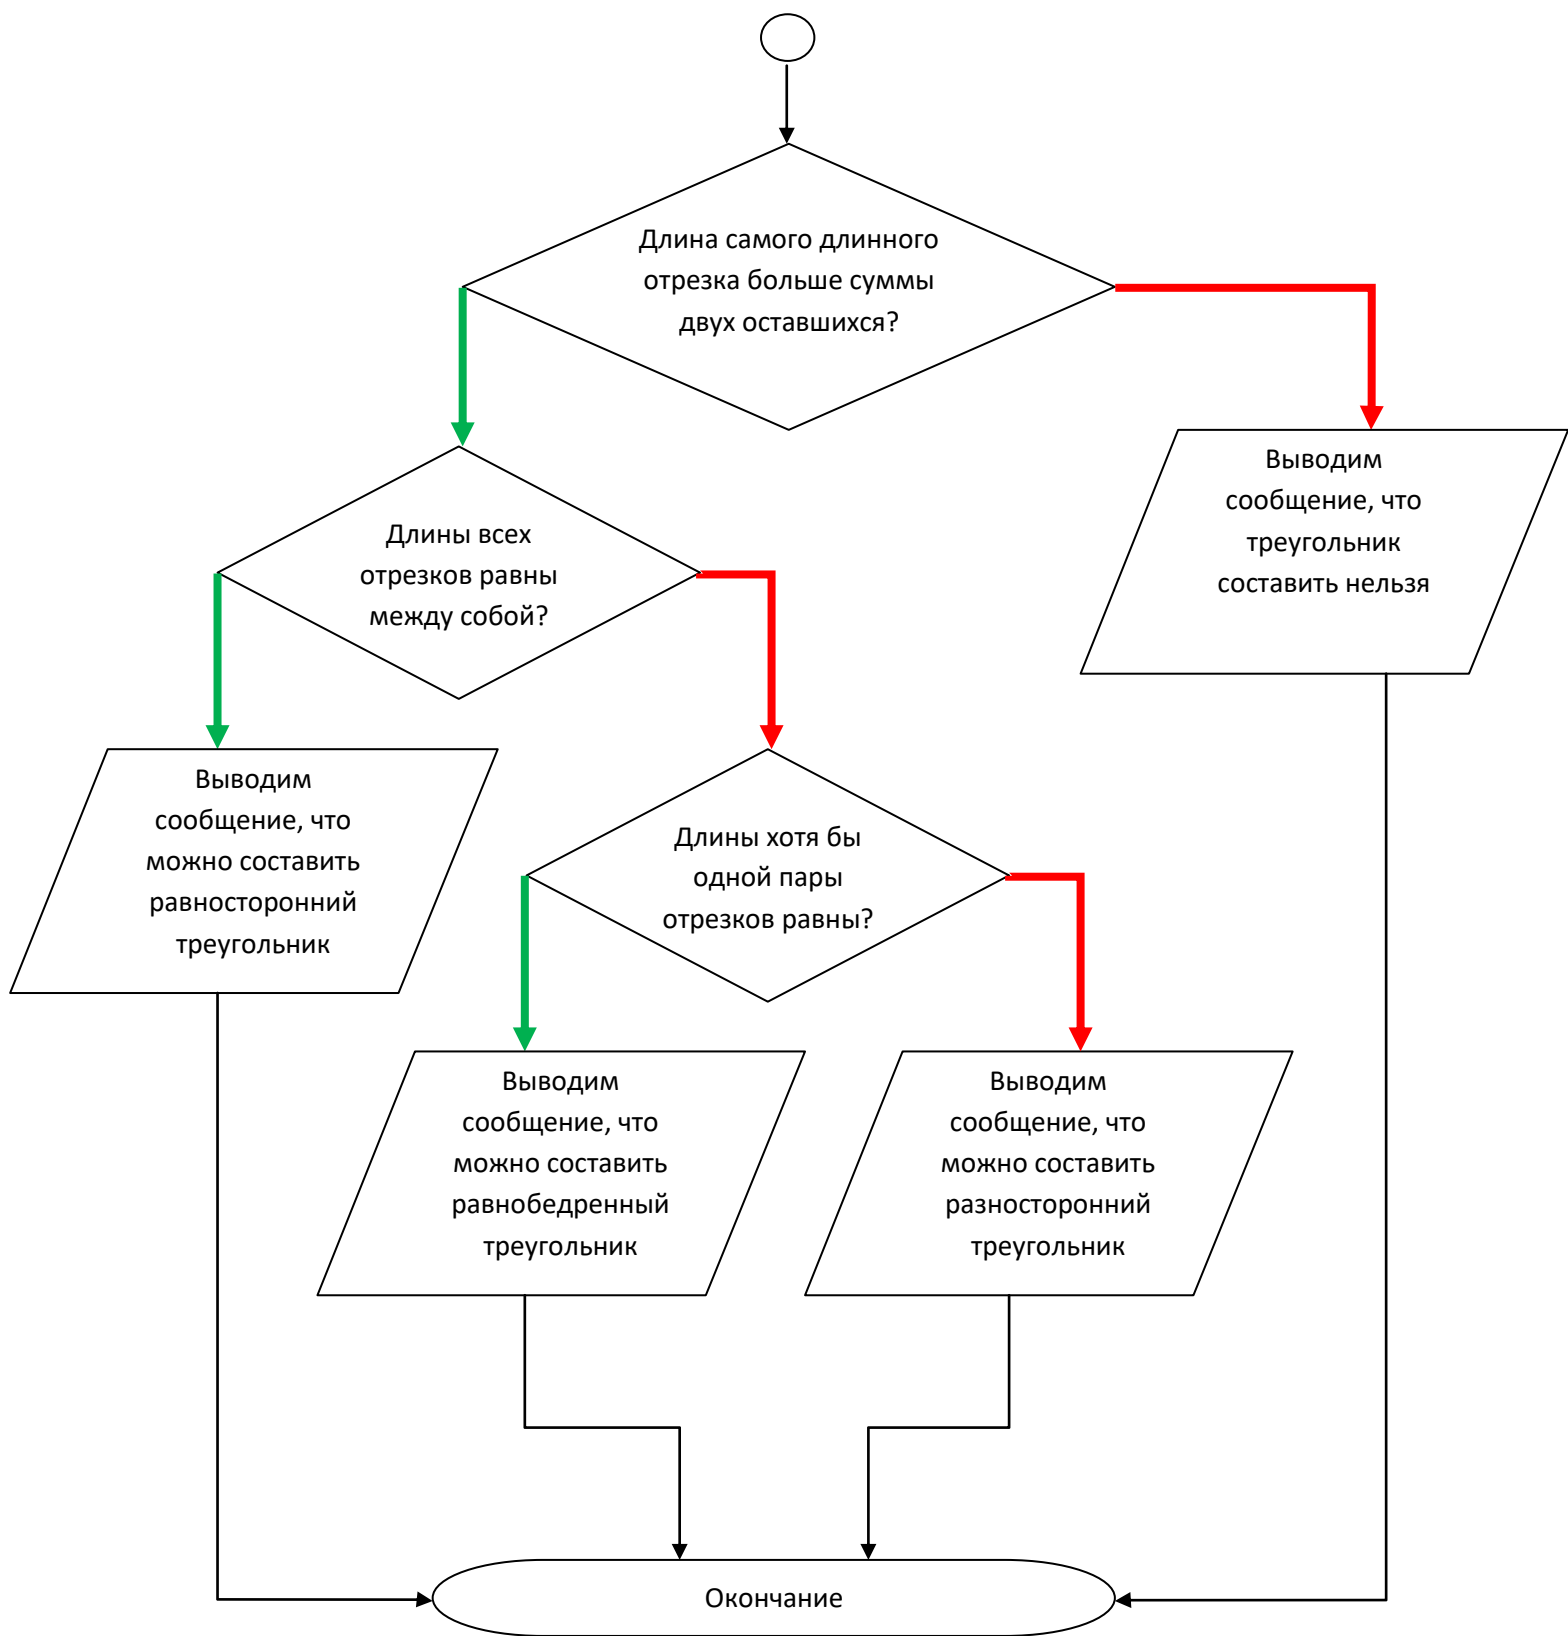 Длина самого длинного
отрезка больше суммы
двух оставшихся?
Выводим
сообщение, что
треугольник
составить нельзя
Длины всех
отрезков равны
между собой?
Выводим
сообщение, что
можно составить
равносторонний
треугольник
Длины хотя бы
одной пары
отрезков равны?
Выводим
сообщение, что
можно составить
равнобедренный
треугольник
Выводим
сообщение, что
можно составить
разносторонний
треугольник
Окончание